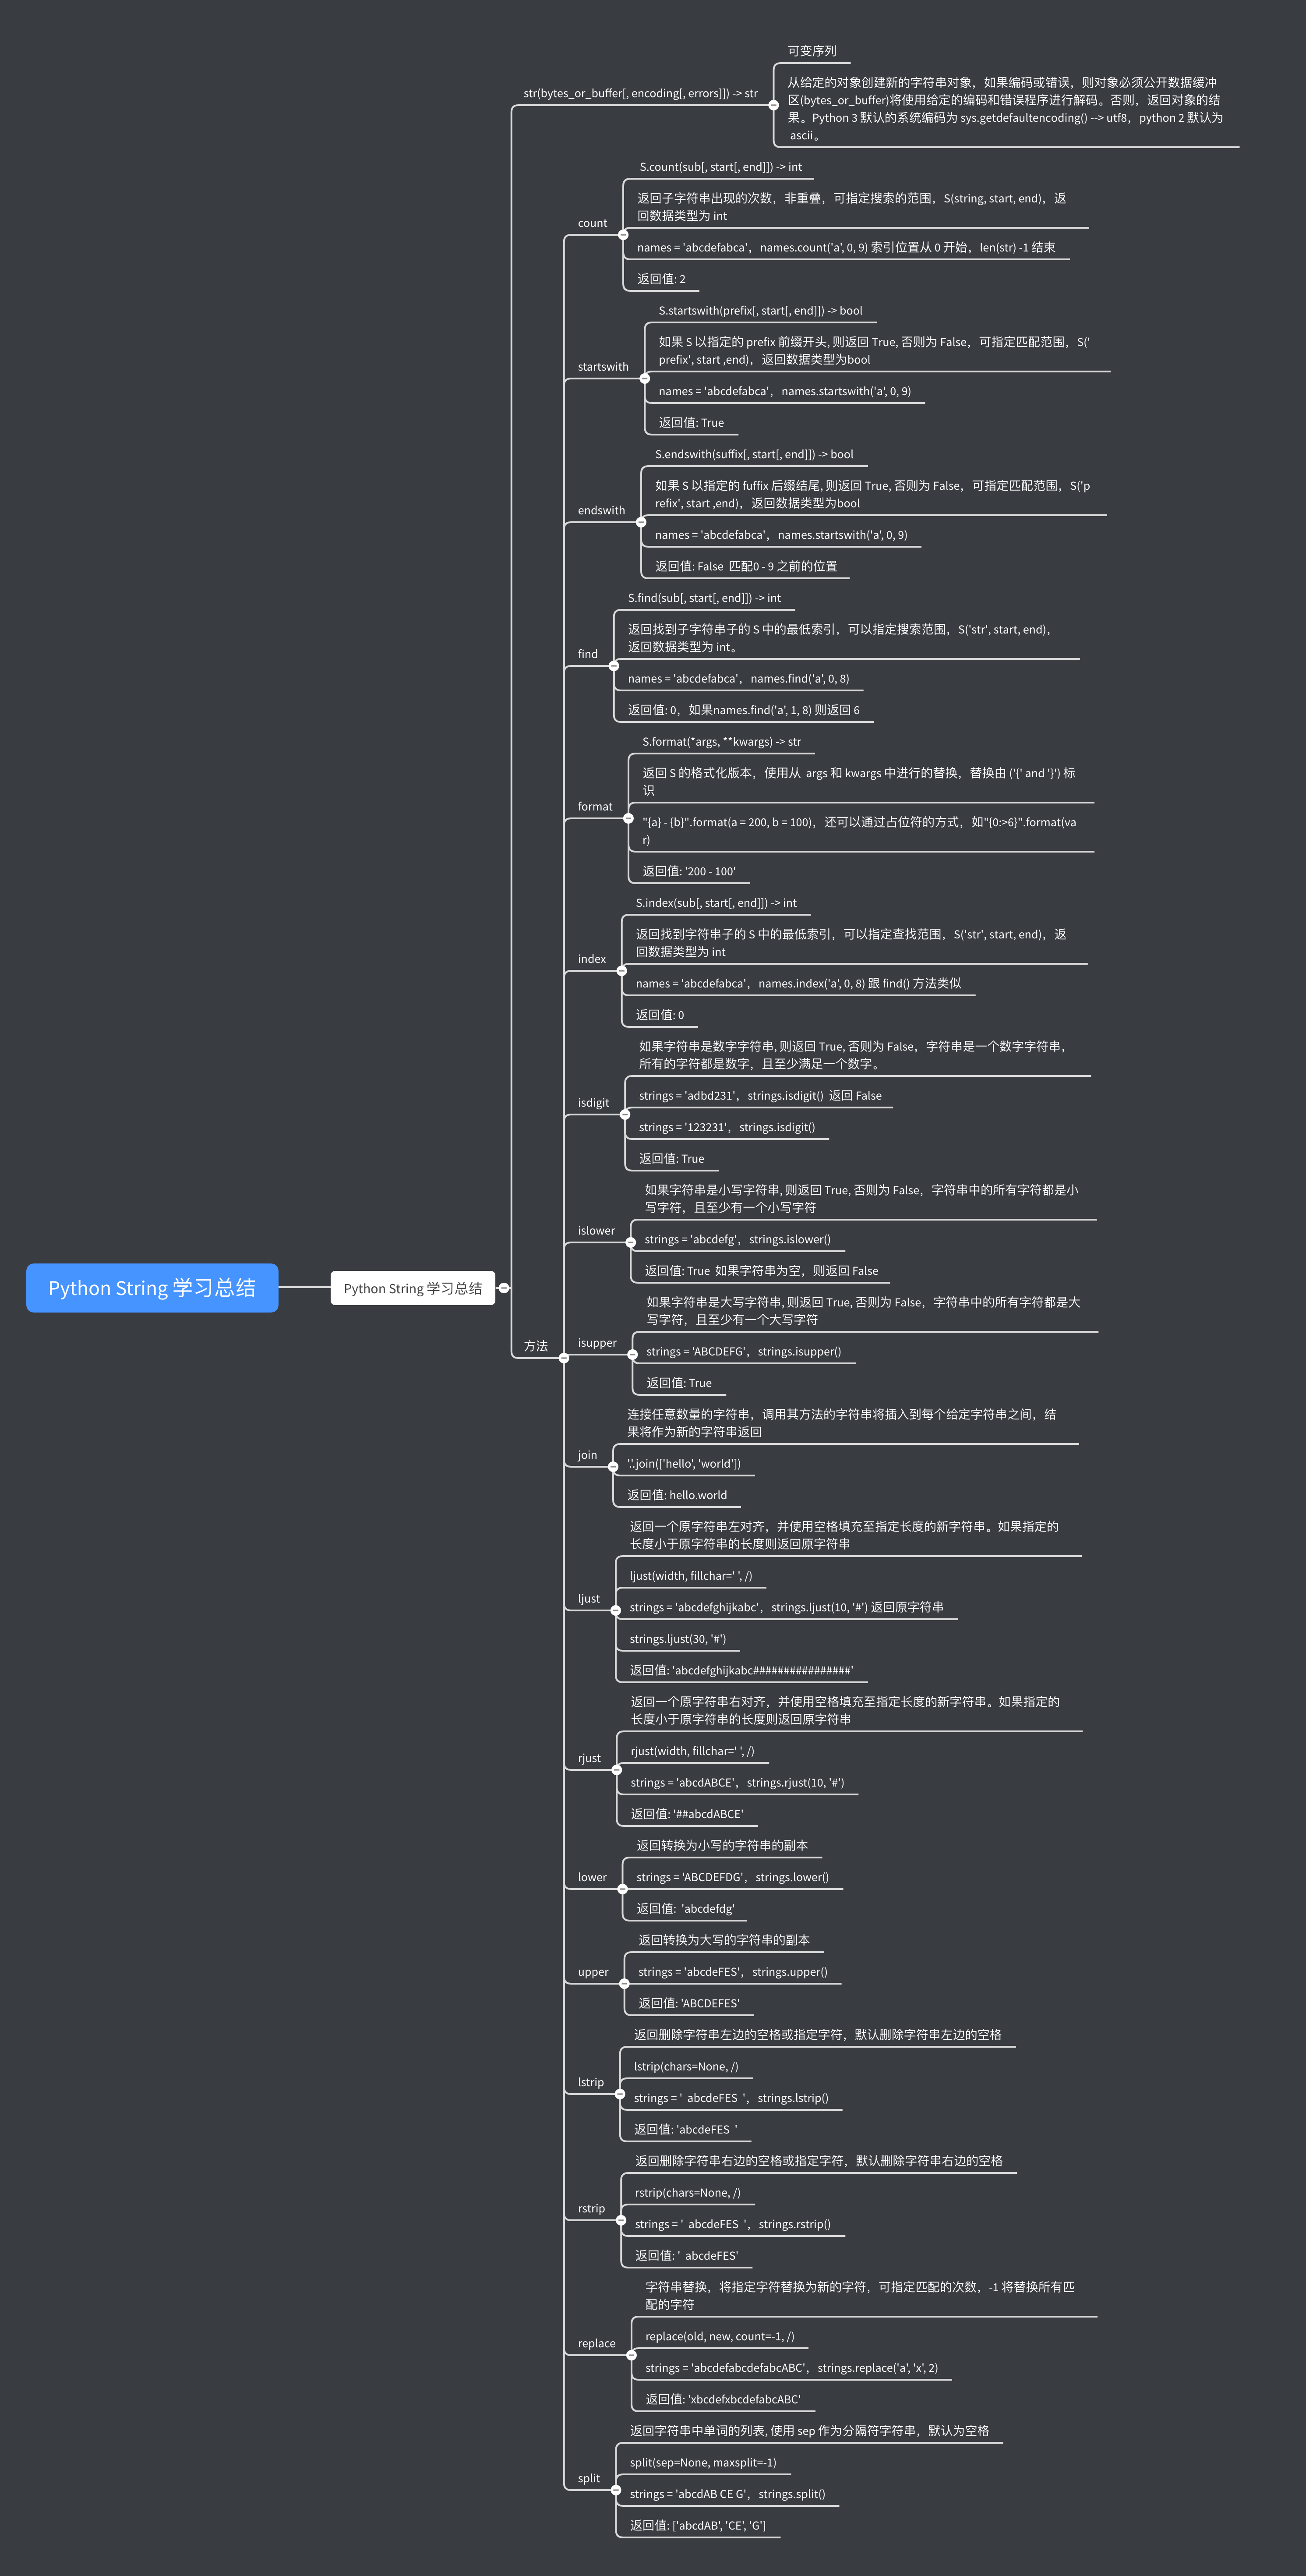 Python String 学习总结
Python String 学习总结
str(bytes_or_buffer[, encoding[, errors]]) -> str
可变序列
从给定的对象创建新的字符串对象，如果编码或错误，则对象必须公开数据缓冲
区(bytes_or_buffer)将使用给定的编码和错误程序进行解码。否则，返回对象的结
果。Python 3 默认的系统编码为 sys.getdefaultencoding() --> utf8，python 2 默认为
ascii。
方法
count
S.count(sub[, start[, end]]) -> int
返回子字符串出现的次数，非重叠，可指定搜索的范围，S(string, start, end)，返
回数据类型为 int
names = 'abcdefabca'，names.count('a', 0, 9) 索引位置从 0 开始，len(str) -1 结束
返回值: 2
startswith
S.startswith(prefix[, start[, end]]) -> bool
如果 S 以指定的 prefix 前缀开头, 则返回 True, 否则为 False，可指定匹配范围，S('
prefix', start ,end)，返回数据类型为bool
names = 'abcdefabca'，names.startswith('a', 0, 9)
返回值: True
endswith
S.endswith(suffix[, start[, end]]) -> bool
如果 S 以指定的 fuffix 后缀结尾, 则返回 True, 否则为 False，可指定匹配范围，S('p
refix', start ,end)，返回数据类型为bool
names = 'abcdefabca'，names.startswith('a', 0, 9)
返回值: False  匹配0 - 9 之前的位置
find
S.find(sub[, start[, end]]) -> int
返回找到子字符串子的 S 中的最低索引，可以指定搜索范围，S('str', start, end)，
返回数据类型为 int。
names = 'abcdefabca'，names.find('a', 0, 8)
返回值: 0，如果names.find('a', 1, 8) 则返回 6
format
S.format(*args, **kwargs) -> str
返回 S 的格式化版本，使用从  args 和 kwargs 中进行的替换，替换由 ('{' and '}') 标
识
"{a} - {b}".format(a = 200, b = 100)，还可以通过占位符的方式，如"{0:>6}".format(va
r)
返回值: '200 - 100'
index
S.index(sub[, start[, end]]) -> int
返回找到字符串子的 S 中的最低索引，可以指定查找范围，S('str', start, end)，返
回数据类型为 int
names = 'abcdefabca'，names.index('a', 0, 8) 跟 find() 方法类似
返回值: 0
isdigit
如果字符串是数字字符串, 则返回 True, 否则为 False，字符串是一个数字字符串，
所有的字符都是数字，且至少满足一个数字。
strings = 'adbd231'，strings.isdigit()  返回 False
strings = '123231'，strings.isdigit()
返回值: True
islower
如果字符串是小写字符串, 则返回 True, 否则为 False，字符串中的所有字符都是小
写字符，且至少有一个小写字符
strings = 'abcdefg'，strings.islower()
返回值: True  如果字符串为空，则返回 False
isupper
如果字符串是大写字符串, 则返回 True, 否则为 False，字符串中的所有字符都是大
写字符，且至少有一个大写字符
strings = 'ABCDEFG'，strings.isupper()
返回值: True
join
连接任意数量的字符串，调用其方法的字符串将插入到每个给定字符串之间，结
果将作为新的字符串返回
'.'.join(['hello', 'world'])
返回值: hello.world
ljust
返回一个原字符串左对齐，并使用空格填充至指定长度的新字符串。如果指定的
长度小于原字符串的长度则返回原字符串
ljust(width, fillchar=' ', /)
strings = 'abcdefghijkabc'，strings.ljust(10, '#') 返回原字符串
strings.ljust(30, '#')
返回值: 'abcdefghijkabc################'
rjust
返回一个原字符串右对齐，并使用空格填充至指定长度的新字符串。如果指定的
长度小于原字符串的长度则返回原字符串
rjust(width, fillchar=' ', /)
strings = 'abcdABCE'，strings.rjust(10, '#')
返回值: '##abcdABCE'
lower
返回转换为小写的字符串的副本
strings = 'ABCDEFDG'，strings.lower()
返回值:  'abcdefdg'
upper
返回转换为大写的字符串的副本
strings = 'abcdeFES'，strings.upper()
返回值: 'ABCDEFES'
lstrip
返回删除字符串左边的空格或指定字符，默认删除字符串左边的空格
lstrip(chars=None, /)
strings = '  abcdeFES  '，strings.lstrip()
返回值: 'abcdeFES  '
rstrip
返回删除字符串右边的空格或指定字符，默认删除字符串右边的空格
rstrip(chars=None, /)
strings = '  abcdeFES  '，strings.rstrip()
返回值: '  abcdeFES'
replace
字符串替换，将指定字符替换为新的字符，可指定匹配的次数，-1 将替换所有匹
配的字符
replace(old, new, count=-1, /)
strings = 'abcdefabcdefabcABC'，strings.replace('a', 'x', 2)
返回值: 'xbcdefxbcdefabcABC'
split
返回字符串中单词的列表, 使用 sep 作为分隔符字符串，默认为空格
split(sep=None, maxsplit=-1)
strings = 'abcdAB CE G'，strings.split()
返回值: ['abcdAB', 'CE', 'G']